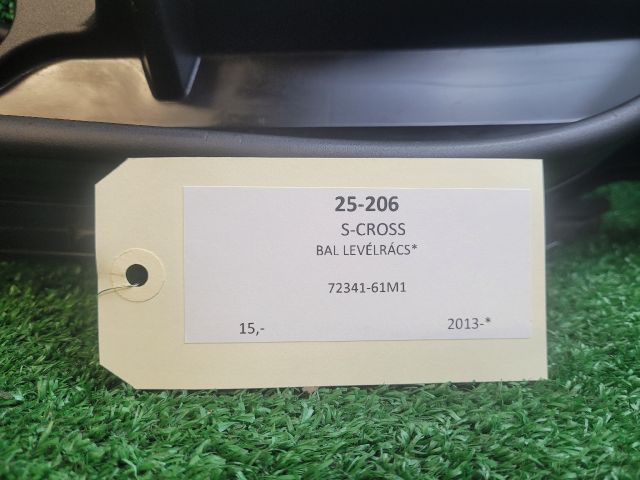 25-206
S-CROSS
BAL LEVÉLRÁCS*
72341-61M1
15,-
2013-*